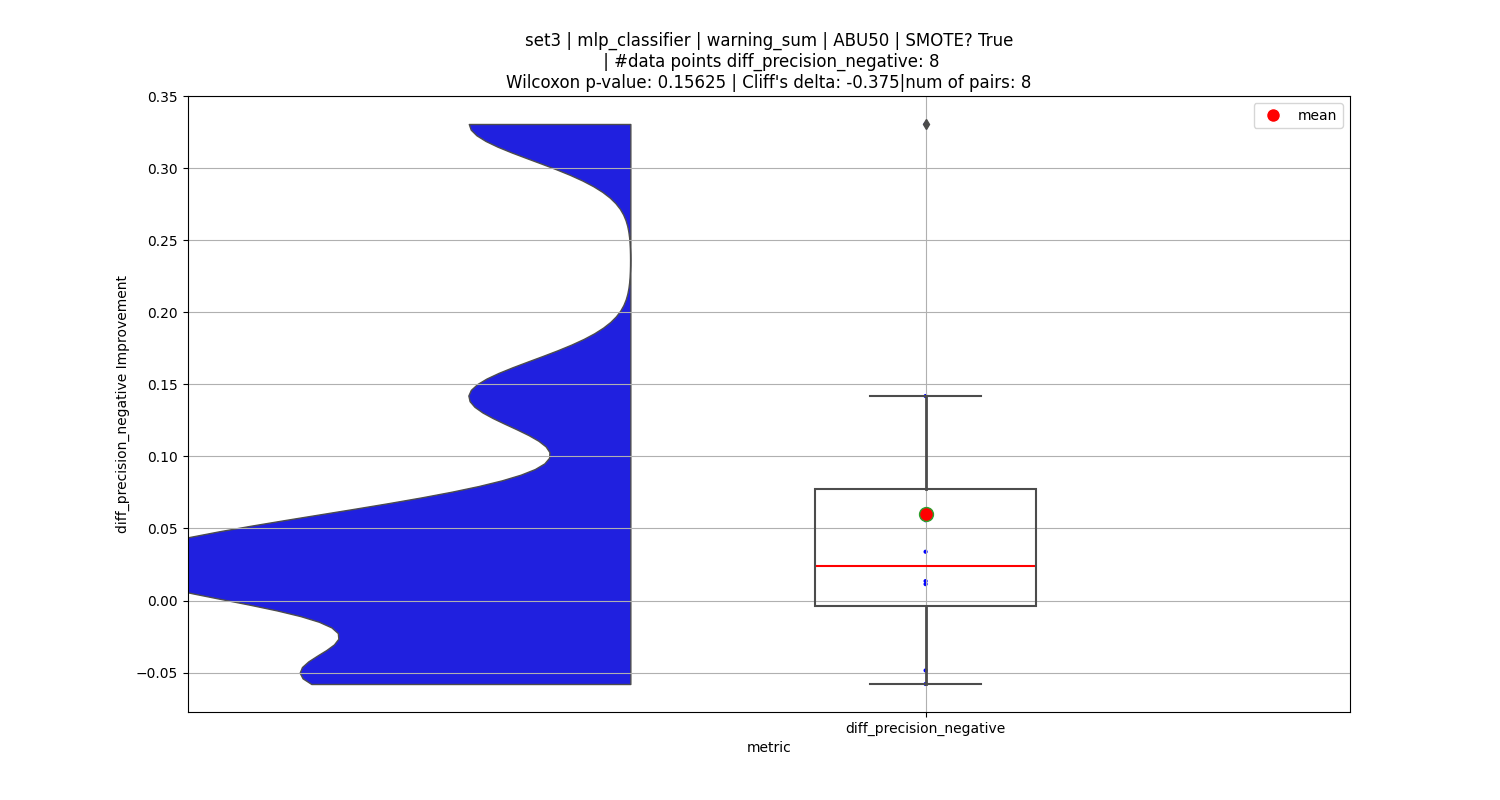 set3 | mlp_classifier | warning_sum | ABU50 | SMOTE? True
| #data points diff_precision_negative: 8
Wilcoxon p-value: 0.15625 | Cliff's delta: -0.375|num of pairs: 8
mean
0.35
0.30
0.25
0.20
0.15
0.10
0.05
0.00
−0.05
diff_precision_negative Improvement
diff_precision_negative
metric